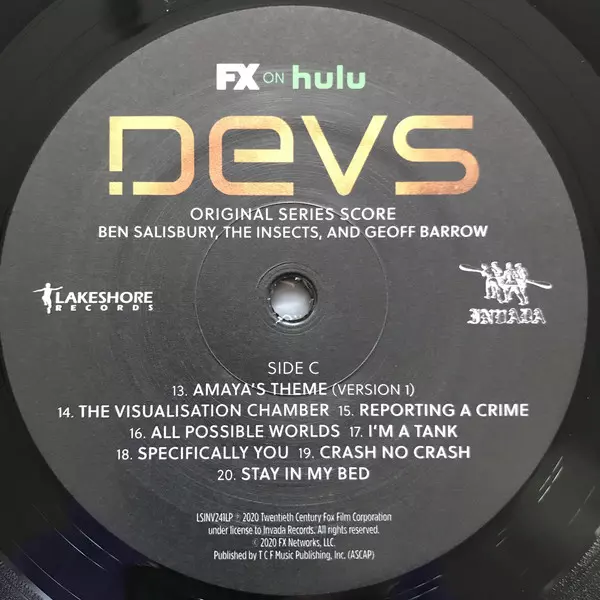 FX ON hulu
DEVS
ORIGINAL SERIES SCORE
BEN SALISBURY, THE INSECTS, AND GEOFF BARROW
LAKESHORE
RECORDS
INVADA
SIDE C
13. AMAYA'S THEME (VERSION 1)
14. THE VISUALISATION CHAMBER 15. REPORTING A CRIME
16. ALL POSSIBLE WORLDS 17. I'M A TANK
18. SPECIFICALLY YOU 19. CRASH NO CRASH
20. STAY IN MY BED
LSINV241LP ℗ 2020 Twentieth Century Fox Film Corporation
under license to Invada Records. All rights reserved.
© 2020 FX Networks, LLC.
Published by T C F Music Publishing, Inc. (ASCAP)